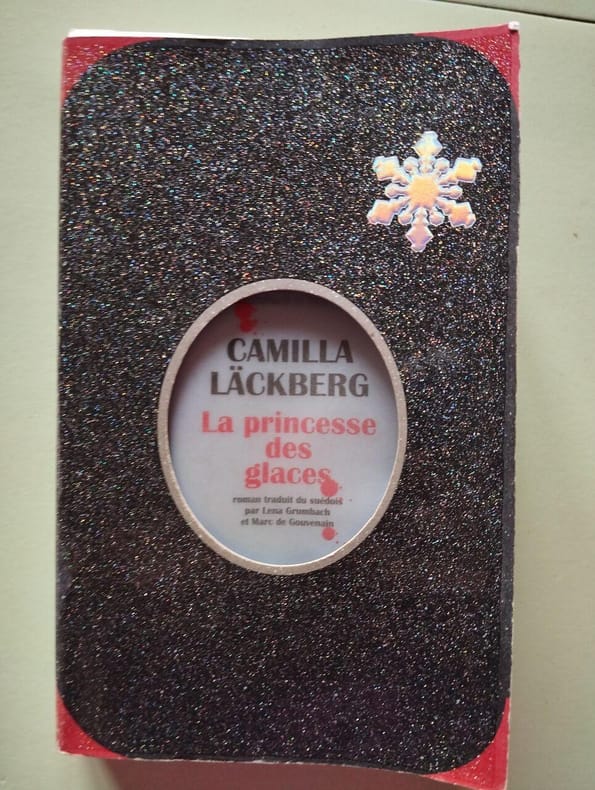 CAMILLA
LÄCKBERG
La princesse
des
glaces
roman traduit du suédois
par Lena Grumbach
et Marc de Gouvenain